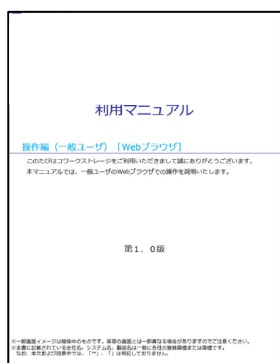 利用マニュアル
操作編（一般ユーザ）［Webブラウザ］
このたびはコワークストレージをご利用いただきまして誠にありがとうございます。
本マニュアルでは、一般ユーザのWebブラウザでの操作を説明いたします。
第１．０版
※一部画面イメージは開発中のものです。実際の画面とは一部異なる場合がありますのでご注意ください。
※本書に記載されている会社名、システム名、製品名は一般に各社の登録商標または商標です。
なお、本文および図表中では、「™」、「」は明記しておりません。